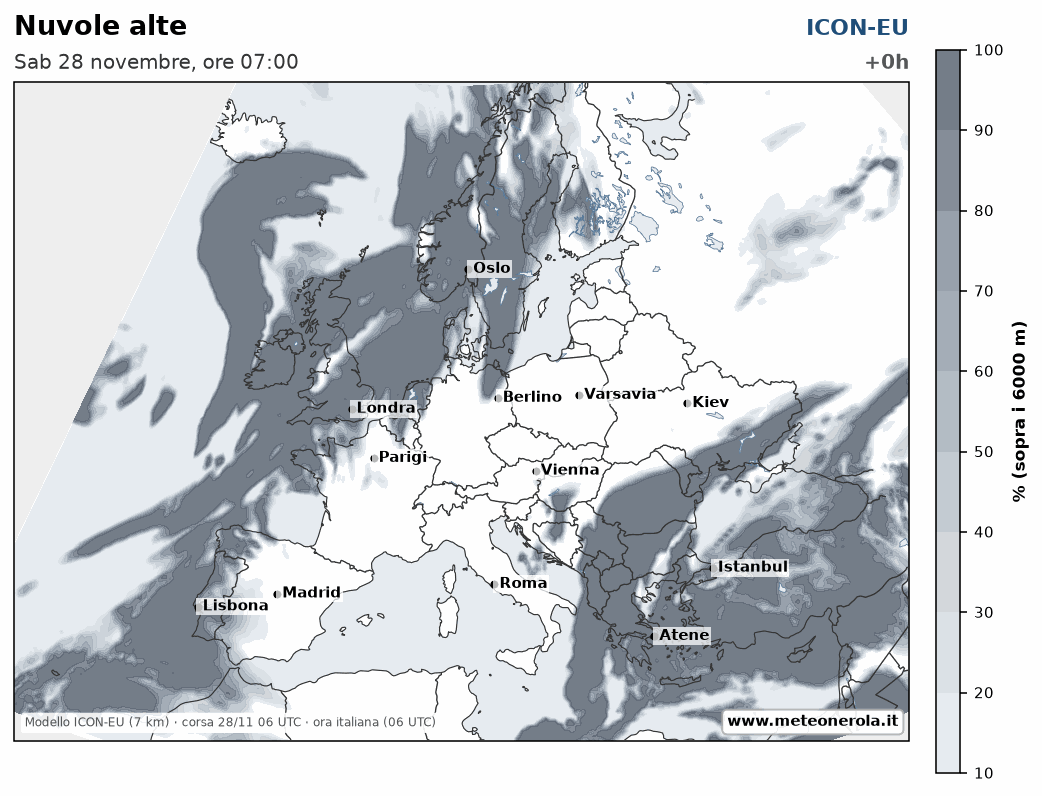 Nuvole alte
ICON-EU
Sab 28 novembre, ore 07:00
+0h
100
90
80
70
60
50
40
30
20
10
% (sopra i 6000 m)
Oslo
Berlino
Varsavia
Kiev
Londra
Parigi
Vienna
Istanbul
Roma
Madrid
Lisbona
Atene
Modello ICON-EU (7 km) · corsa 28/11 06 UTC · ora italiana (06 UTC)
www.meteonerola.it